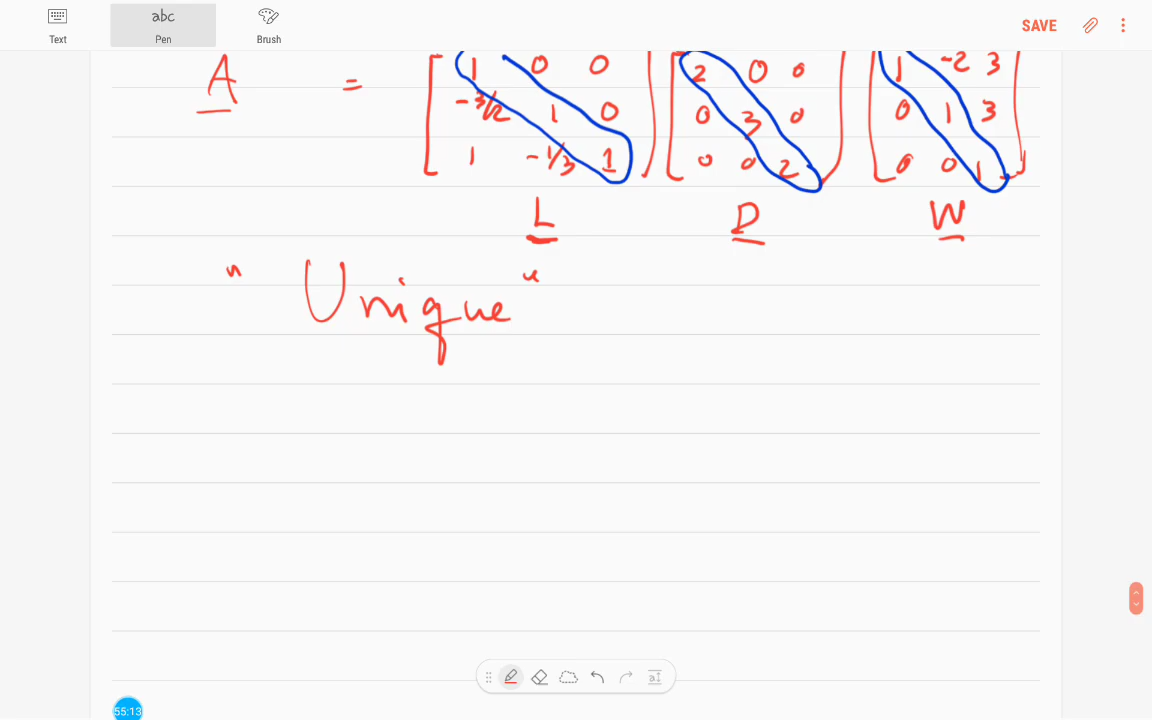 Text abc Pen Brush SAVE
A = [ 1 0 0 ] [ 2 0 0 ] [ 1 -2 3 ]
-3/2 1 0 0 3 0 0 1 3
1 -1/3 1 0 0 2 0 0 1
L D W
" Unique "
55:13